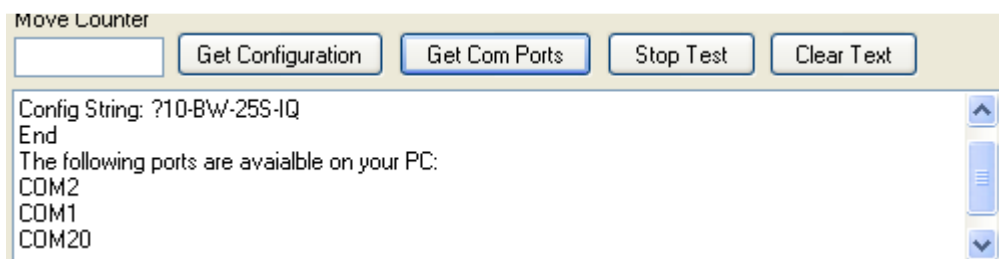 Move Counter
Get Configuration Get Com Ports Stop Test Clear Text
Config String: ?10-BW-25S-IQ
End
The following ports are avaialble on your PC:
COM2
COM1
COM20